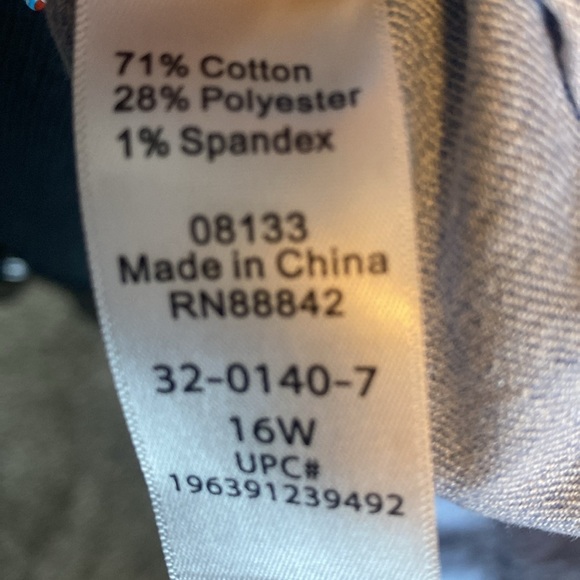 71% Cotton
28% Polyester
1% Spandex
08133
Made in China
RN88842
32-0140-7
16W
UPC#
196391239492